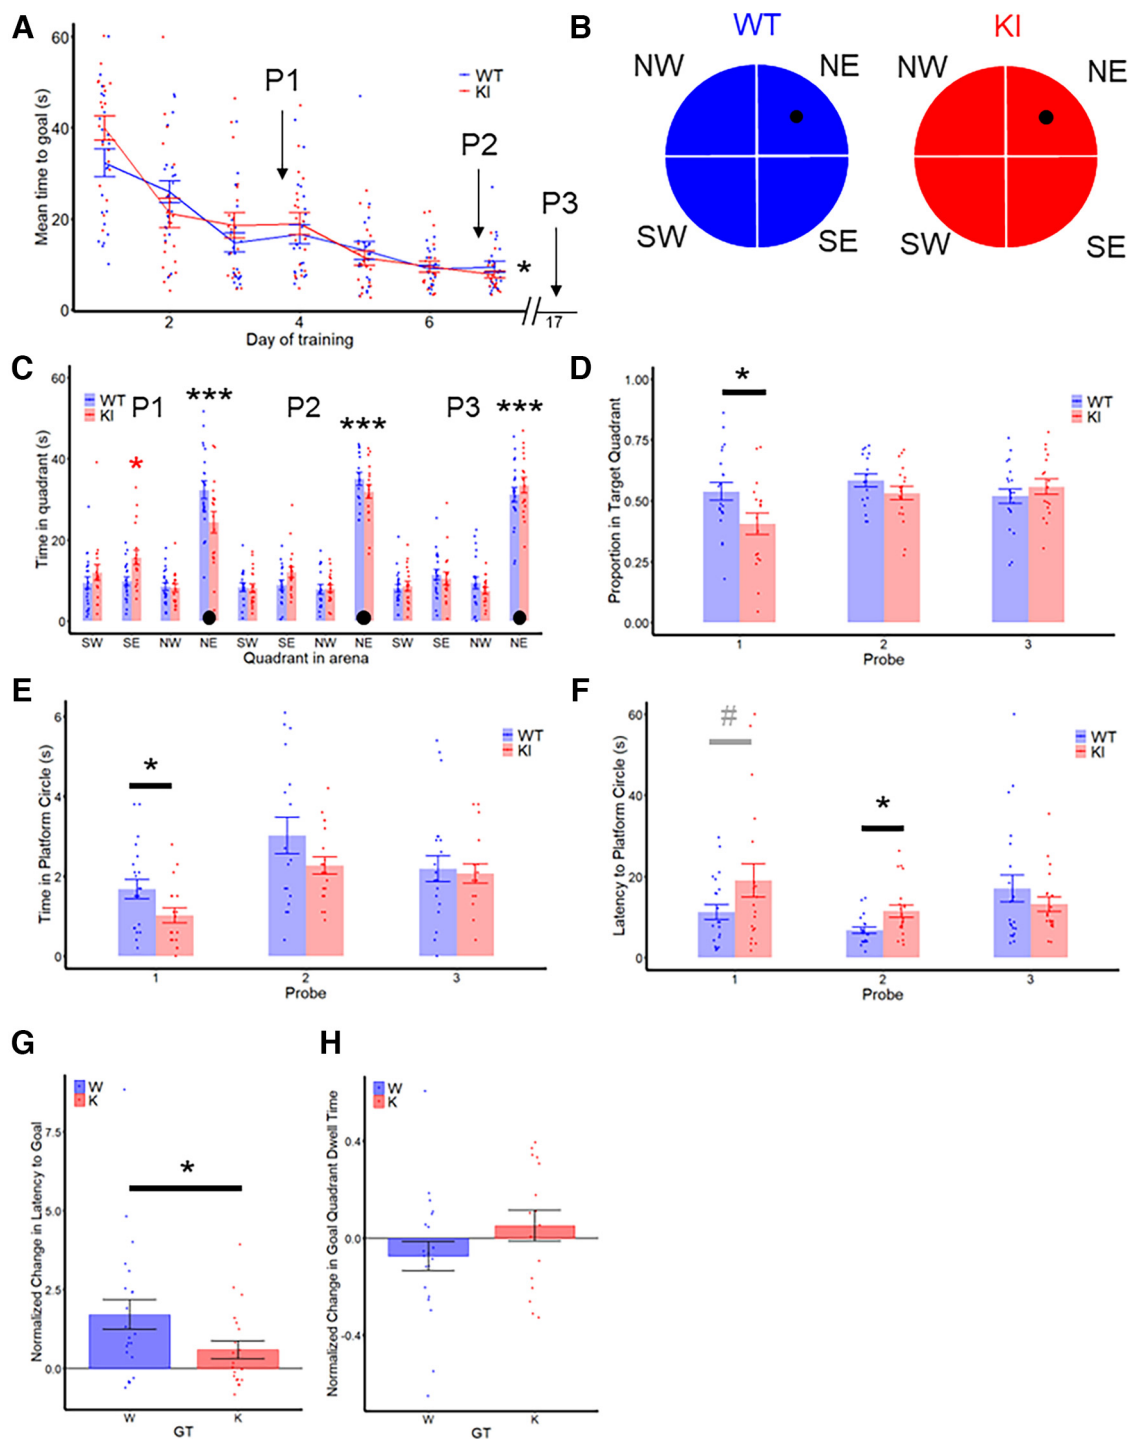 A
Mean time to goal (s)
60
40
20
0
P1
WT
KI
P2
P3
*
2
4
6
17
Day of training
B
WT
KI
NW
NE
SW
SE
NW
NE
SW
SE
C
Time in quadrant (s)
60
40
20
0
WT
KI
P1
***
P2
***
P3
***
*
SW SE NW NE SW SE NW NE SW SE NW NE
Quadrant in arena
D
Proportion in Target Quadrant
1.00
0.75
0.50
0.25
0.00
*
WT
KI
1 2 3
Probe
E
Time in Platform Circle (s)
6
4
2
0
*
WT
KI
1 2 3
Probe
F
Latency to Platform Circle (s)
60
40
20
0
#
*
WT
KI
1 2 3
Probe
G
Normalized Change in Latency to Goal
7.5
5.0
2.5
0.0
W
K
*
W K
GT
H
Normalized Change in Goal Quadrant Dwell Time
0.4
0.0
-0.4
W
K
W K
GT